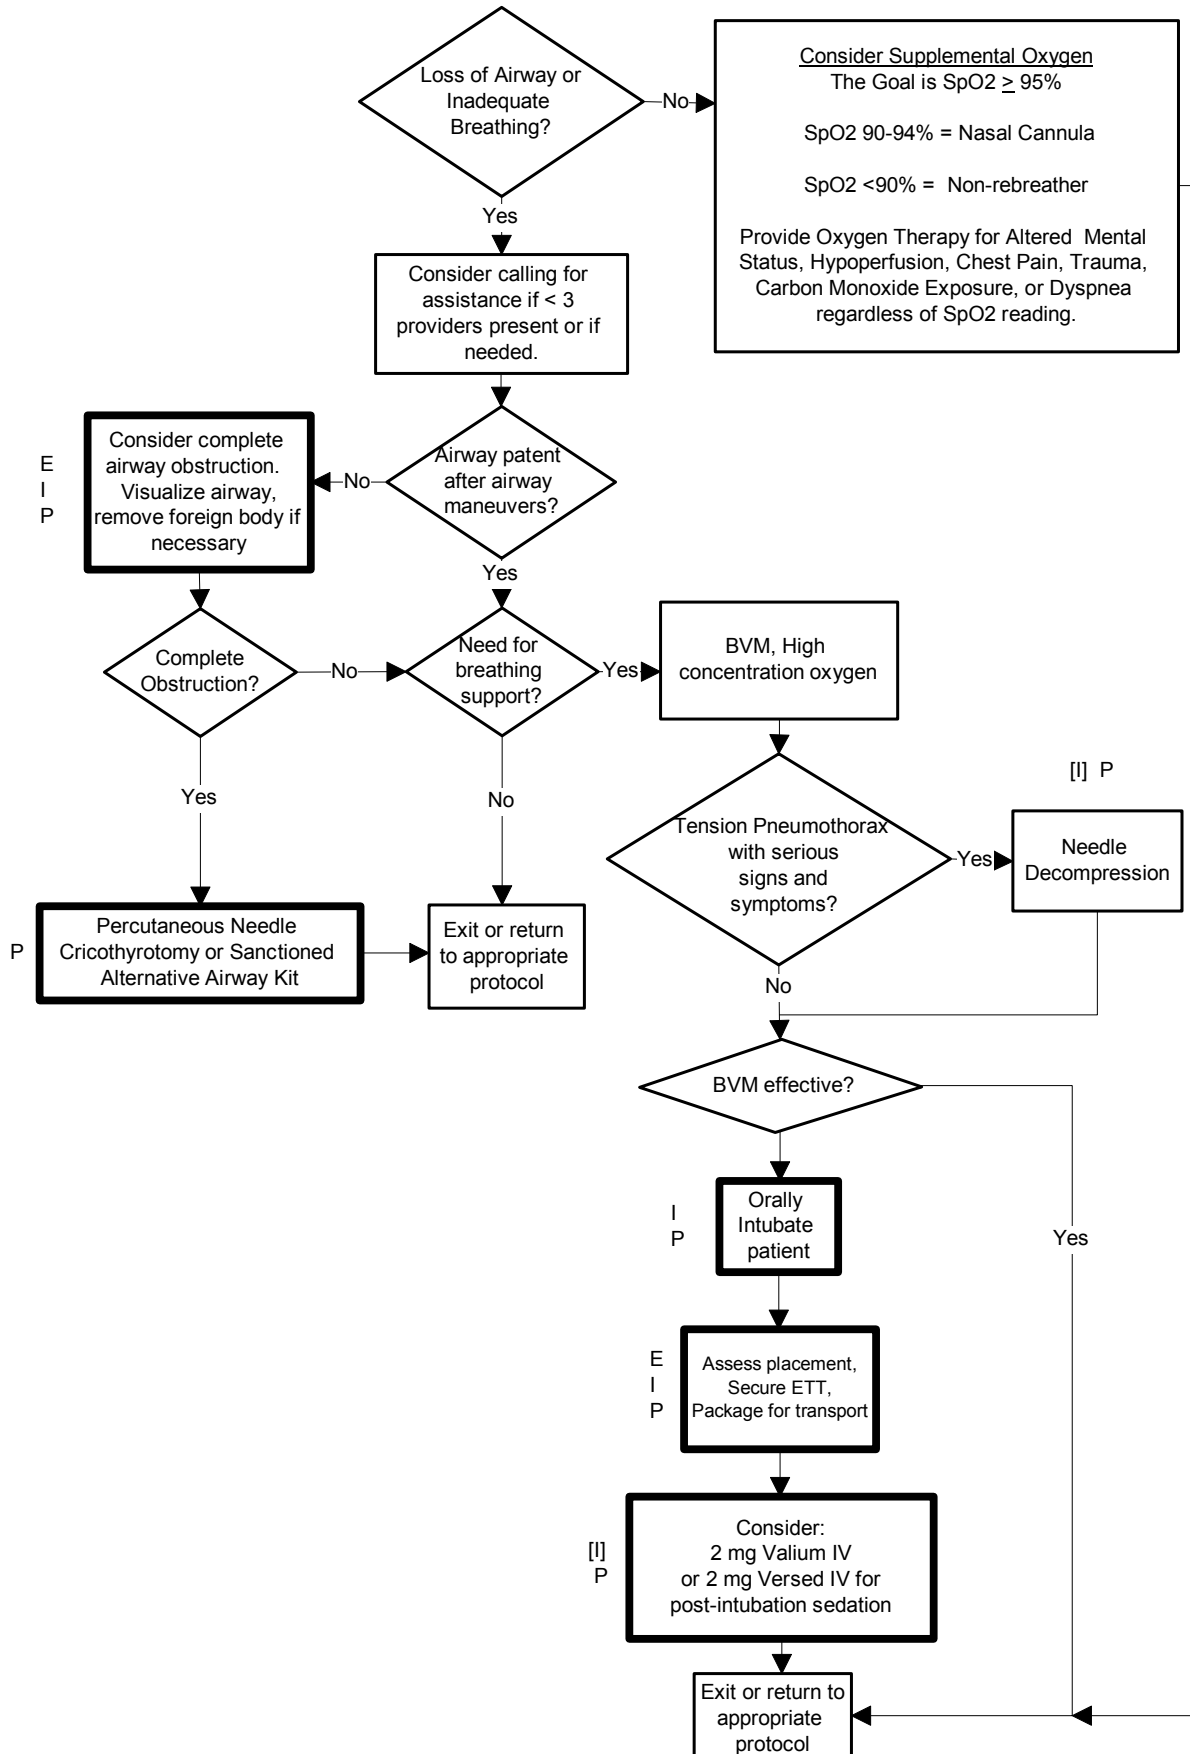 Loss of Airway or
Inadequate
Breathing?
No
Consider Supplemental Oxygen
The Goal is SpO2 ≥ 95%
SpO2 90-94% = Nasal Cannula
SpO2 <90% = Non-rebreather
Provide Oxygen Therapy for Altered Mental
Status, Hypoperfusion, Chest Pain, Trauma,
Carbon Monoxide Exposure, or Dyspnea
regardless of SpO2 reading.
Yes
Consider calling for
assistance if < 3
providers present or if
needed.
Airway patent
after airway
maneuvers?
No
E
I
P
Consider complete
airway obstruction.
Visualize airway,
remove foreign body if
necessary
Yes
Complete
Obstruction?
No
Need for
breathing
support?
Yes
BVM, High
concentration oxygen
Yes
No
Tension Pneumothorax
with serious
signs and
symptoms?
Yes
[I] P
Needle
Decompression
P
Percutaneous Needle
Cricothyrotomy or Sanctioned
Alternative Airway Kit
Exit or return
to appropriate
protocol
No
BVM effective?
Yes
I
P
Orally
Intubate
patient
E
I
P
Assess placement,
Secure ETT,
Package for transport
[I]
P
Consider:
2 mg Valium IV
or 2 mg Versed IV for
post-intubation sedation
Exit or return to
appropriate
protocol